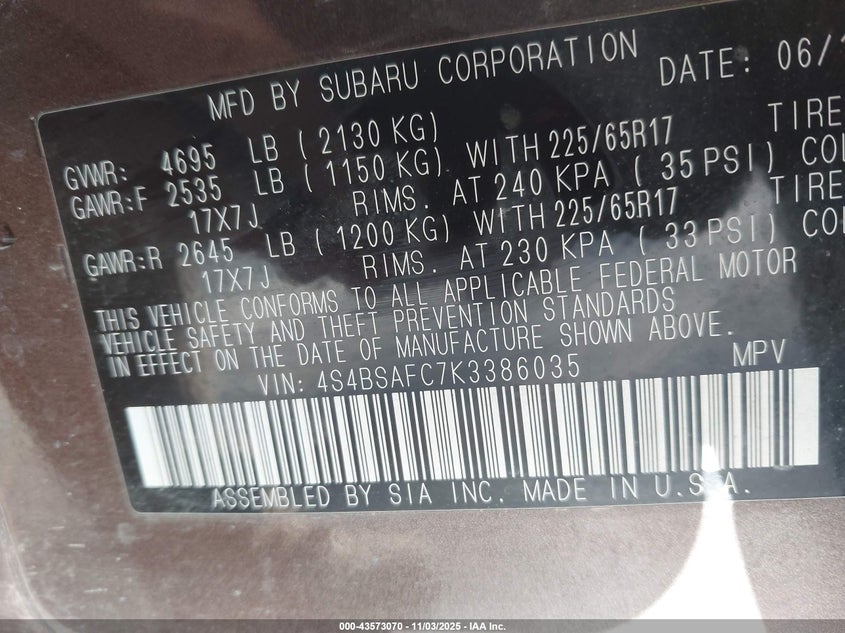 MFD BY SUBARU CORPORATION DATE: 06/1
GVWR: 4695 LB ( 2130 KG)
GAWR:F 2535 LB ( 1150 KG) WITH 225/65R17 TIRE
17X7J RIMS. AT 240 KPA ( 35 PSI) COL
GAWR:R 2645 LB ( 1200 KG) WITH 225/65R17 TIRE
17X7J RIMS. AT 230 KPA ( 33 PSI) COL
THIS VEHICLE CONFORMS TO ALL APPLICABLE FEDERAL MOTOR
VEHICLE SAFETY AND THEFT PREVENTION STANDARDS
IN EFFECT ON THE DATE OF MANUFACTURE SHOWN ABOVE.
VIN: 4S4BSAFC7K3386035 MPV
ASSEMBLED BY SIA INC. MADE IN U.S.A.
000-43573070 - 11/03/2025 - IAA Inc.